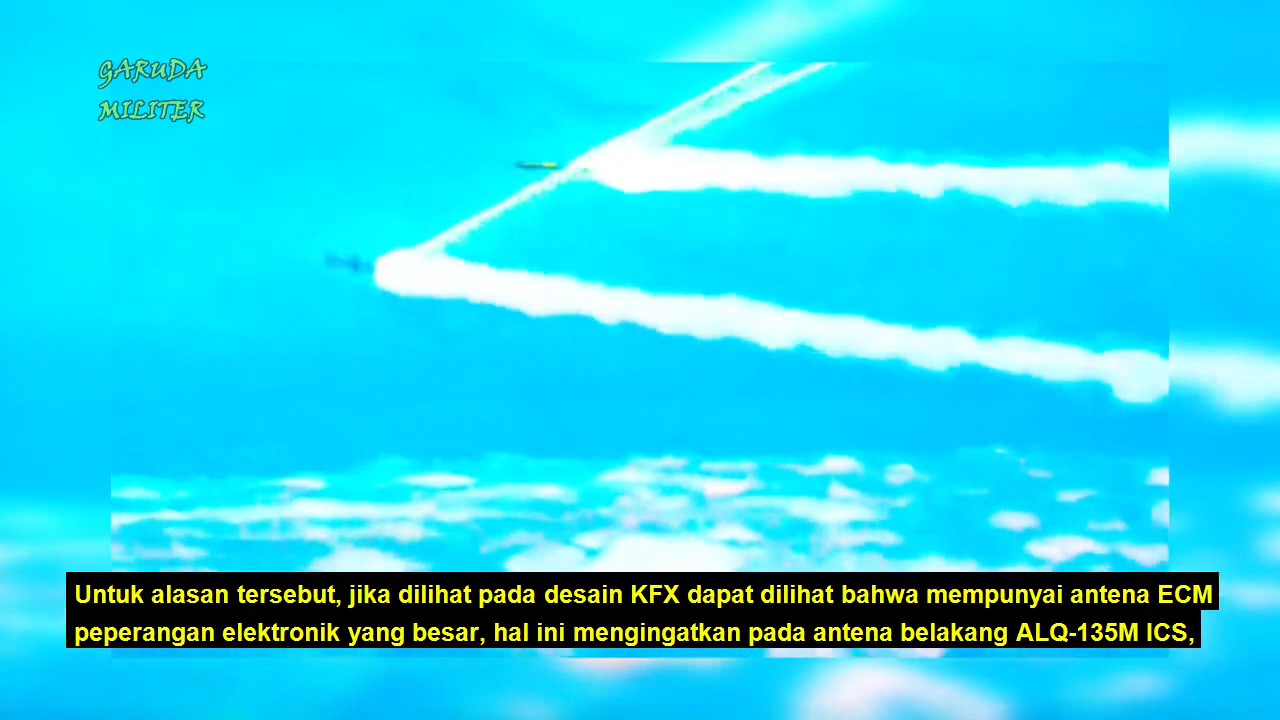 GARUDA
MILITER
Untuk alasan tersebut, jika dilihat pada desain KFX dapat dilihat bahwa mempunyai antena ECM
peperangan elektronik yang besar, hal ini mengingatkan pada antena belakang ALQ-135M ICS,